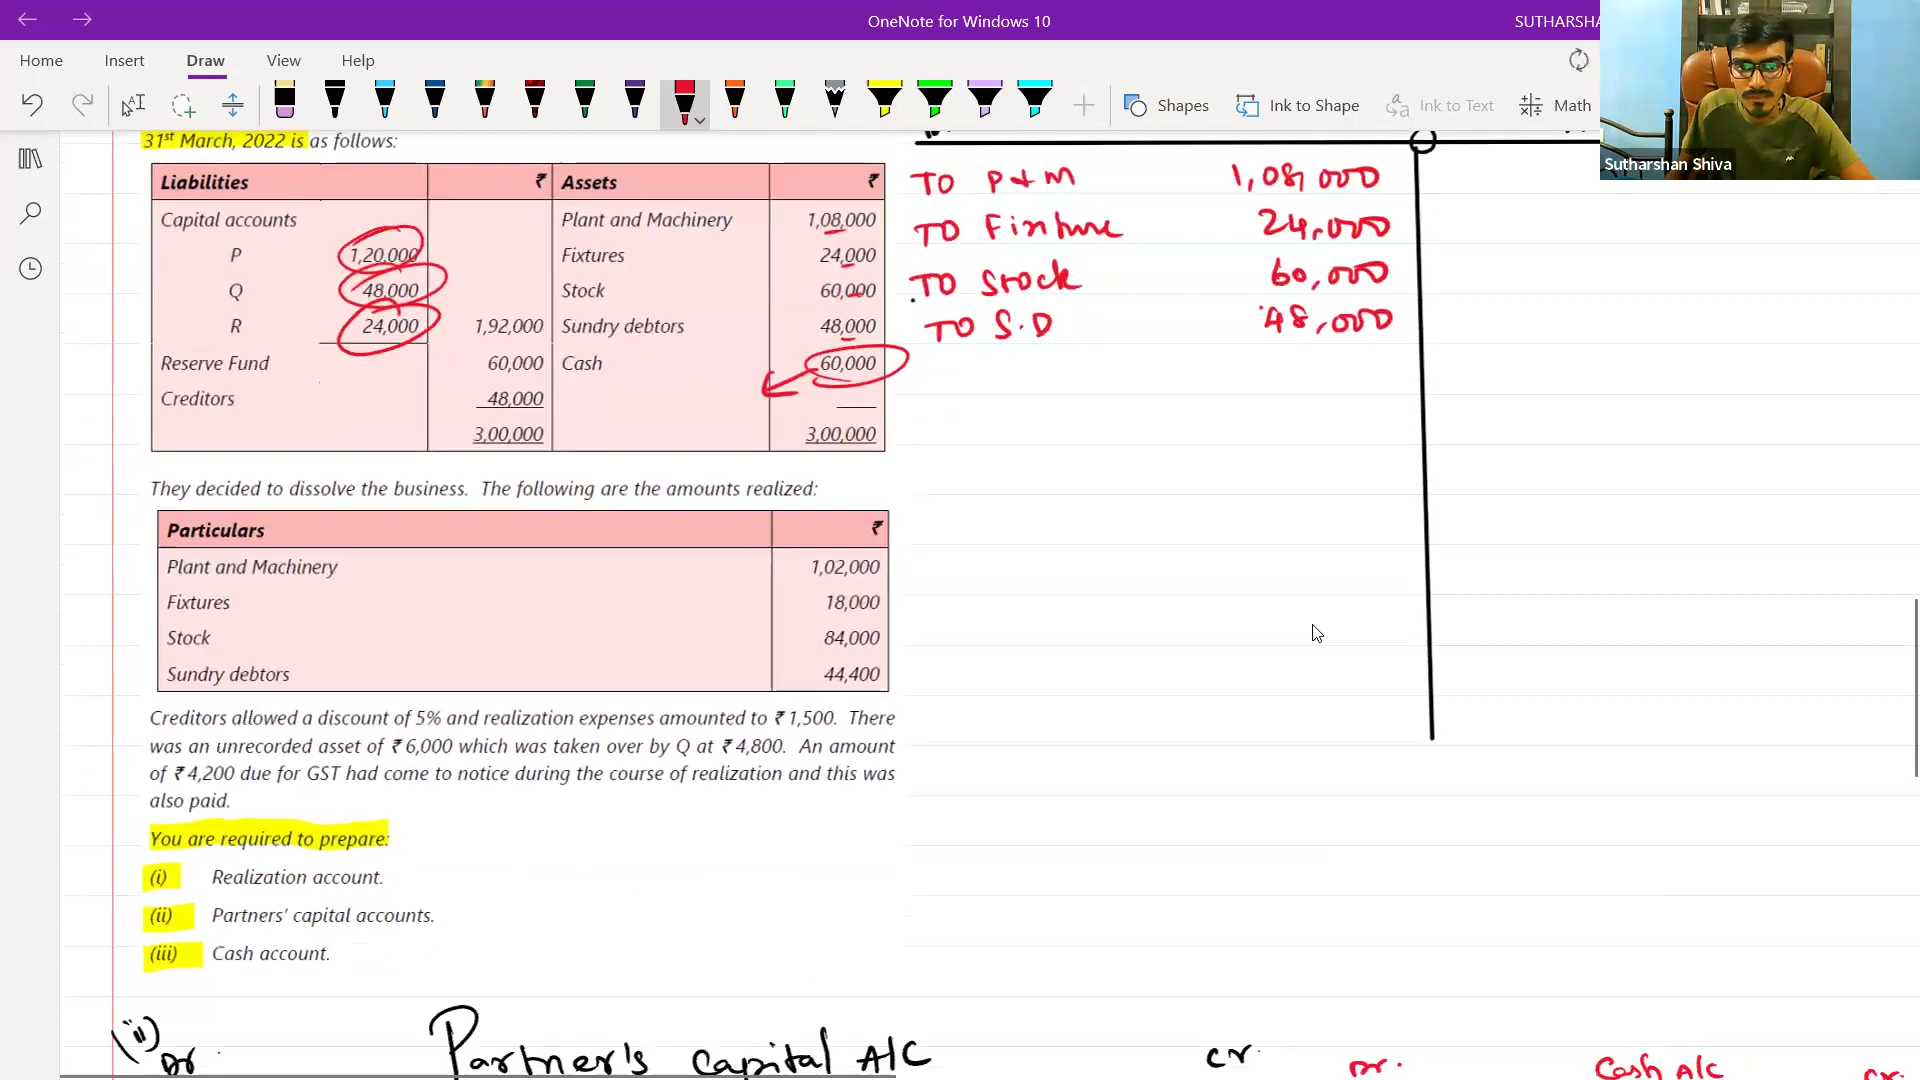 OneNote for Windows 10
SUTHARSHA
Home Insert Draw View Help
Shapes Ink to Shape Ink to Text Math
Sutharshan Shiva
31st March, 2022 is as follows:
Liabilities ₹ Assets ₹
Capital accounts Plant and Machinery 1,08,000
P 1,20,000 Fixtures 24,000
Q 48,000 Stock 60,000
R 24,000 1,92,000 Sundry debtors 48,000
Reserve Fund 60,000 Cash 60,000
Creditors 48,000
3,00,000 3,00,000
They decided to dissolve the business. The following are the amounts realized:
Particulars ₹
Plant and Machinery 1,02,000
Fixtures 18,000
Stock 84,000
Sundry debtors 44,400
Creditors allowed a discount of 5% and realization expenses amounted to ₹ 1,500. There
was an unrecorded asset of ₹ 6,000 which was taken over by Q at ₹ 4,800. An amount
of ₹ 4,200 due for GST had come to notice during the course of realization and this was
also paid.
You are required to prepare:
(i) Realization account.
(ii) Partners' capital accounts.
(iii) Cash account.
TO P & M 1,08,000
TO Fixture 24,000
TO Stock 60,000
TO S.D 48,000
(ii) Dr. Partner's capital A/C cr.
Dr. Cash A/C cr.